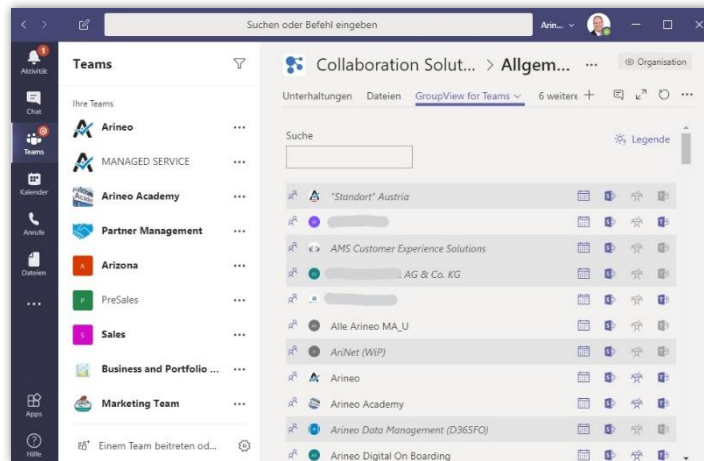 Suchen oder Befehl eingeben
Arin...
1
Aktivität
Chat
Teams
Kalender
Anrufe
Dateien
Apps
Hilfe
Teams
Ihre Teams
Arineo
MANAGED SERVICE
Arineo Academy
Partner Management
A
Arizona
P
PreSales
S
Sales
Business and Portfolio ...
Marketing Team
Einem Team beitreten od...
Collaboration Solut... > Allgem... ...
Organisation
Unterhaltungen Dateien GroupView for Teams 6 weitere +
Suche
Legende
"Standort" Austria
AMS Customer Experience Solutions
AG & Co. KG
Alle Arineo MA_U
AriNet (WiP)
Arineo
Arineo Academy
Arineo Data Management (D365FO)
Arineo Digital On Boarding